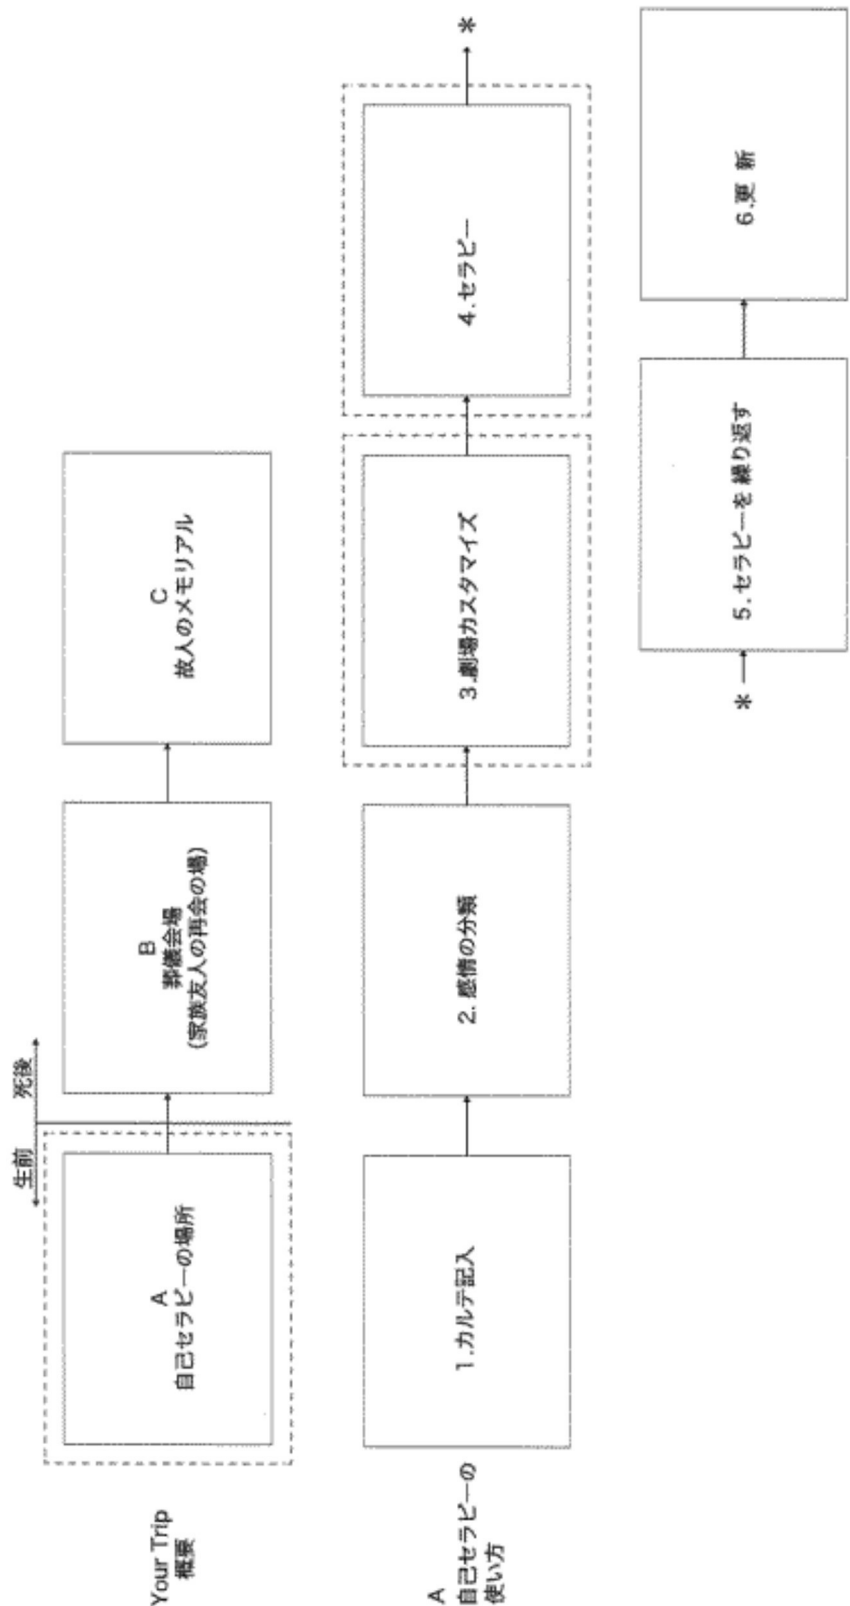 Your Trip
概要
生前
死後
A
自己セラピーの場所
B
葬儀会場
(家族友人の再会の場)
C
故人のメモリアル
A
自己セラピーの
使い方
1.カルテ記入
2. 感情の分類
3.劇場カスタマイズ
4.セラピー
*
*
5.セラピーを 繰り返す
6.更 新